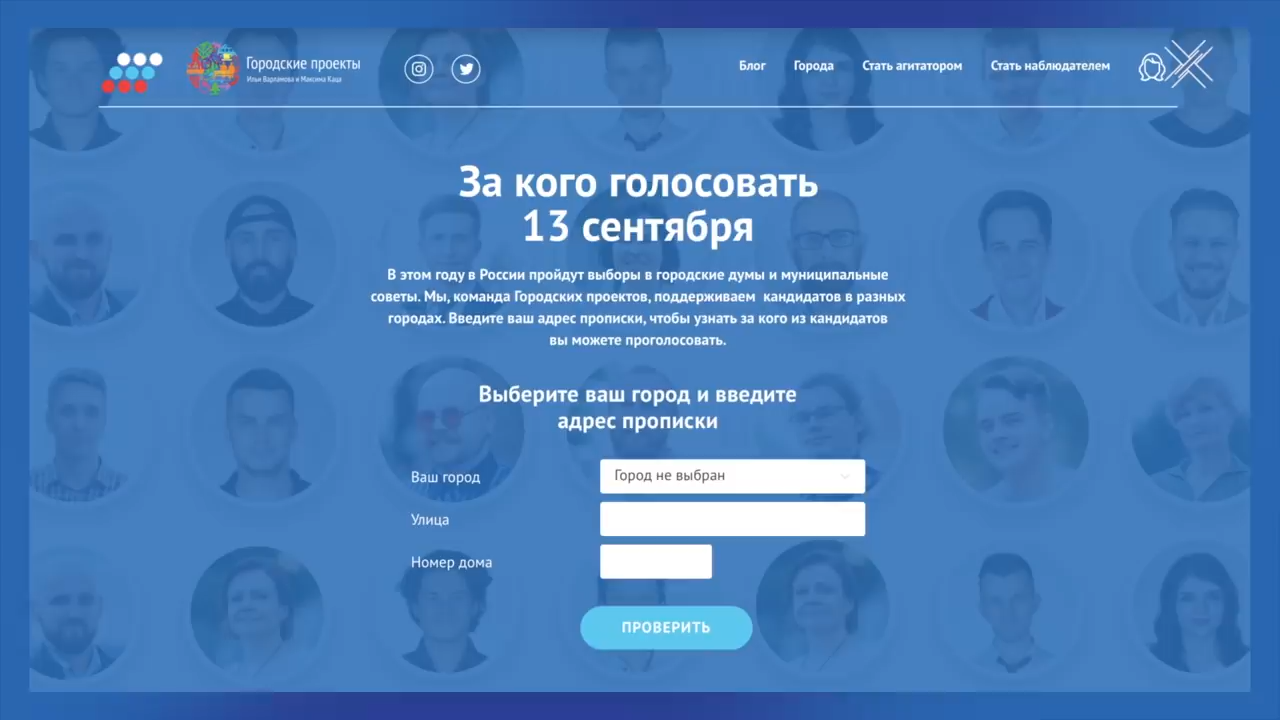 Городские проекты
Ильи Варламова и Максима Каца
Блог
Города
Стать агитатором
Стать наблюдателем
За кого голосовать
13 сентября
В этом году в России пройдут выборы в городские думы и муниципальные
советы. Мы, команда Городских проектов, поддерживаем кандидатов в разных
городах. Введите ваш адрес прописки, чтобы узнать за кого из кандидатов
вы можете проголосовать.
Выберите ваш город и введите
адрес прописки
Ваш город
Город не выбран
Улица
Номер дома
ПРОВЕРИТЬ